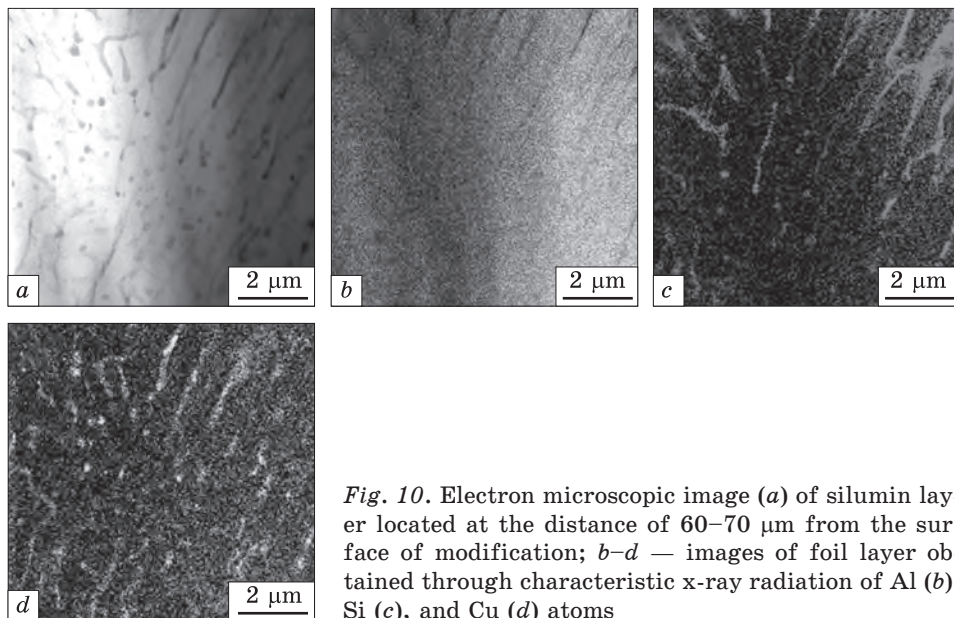 a
2 μm
b
2 μm
c
2 μm
d
2 μm
Fig. 10. Electron microscopic image (a) of silumin lay-
er located at the distance of 60–70 μm from the sur-
face of modification; b–d — images of foil layer ob-
tained through characteristic x-ray radiation of Al (b)
Si (c), and Cu (d) atoms